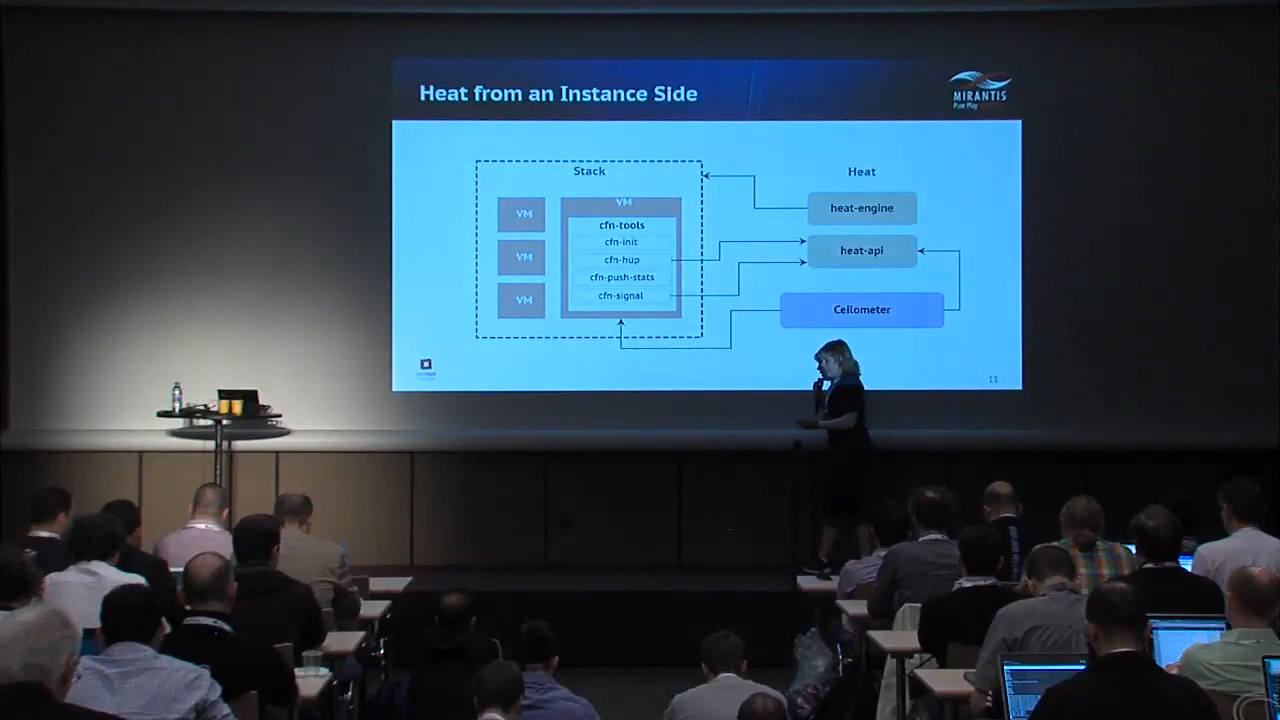 Heat from an Instance Side
MIRANTIS
Pure Play
Stack
Heat
VM
VM
VM
VM
cfn-tools
cfn-init
cfn-hup
cfn-push-stats
cfn-signal
heat-engine
heat-api
Ceilometer
11